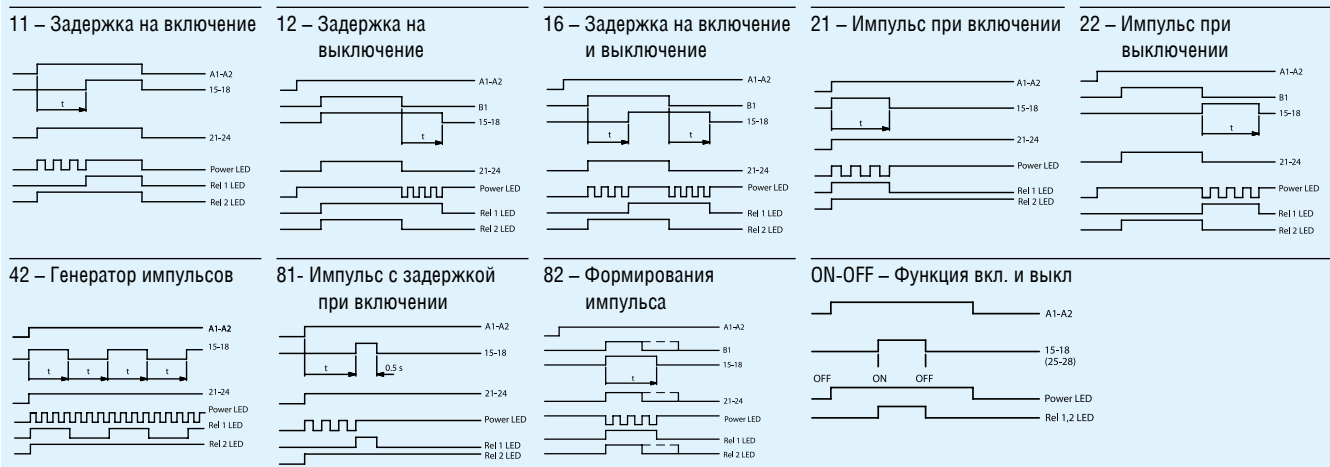 11 – Задержка на включение
A1-A2
15-18
t
21-24
Power LED
Rel 1 LED
Rel 2 LED
12 – Задержка на
выключение
A1-A2
B1
15-18
t
21-24
Power LED
Rel 1 LED
Rel 2 LED
16 – Задержка на включение
и выключение
A1-A2
B1
15-18
t t
21-24
Power LED
Rel 1 LED
Rel 2 LED
21 – Импульс при включении
A1-A2
15-18
t
21-24
Power LED
Rel 1 LED
Rel 2 LED
22 – Импульс при
выключении
A1-A2
B1
15-18
t
21-24
Power LED
Rel 1 LED
Rel 2 LED
42 – Генератор импульсов
A1-A2
15-18
t t t t
21-24
Power LED
Rel 1 LED
Rel 2 LED
81- Импульс с задержкой
при включении
A1-A2
15-18
t 0.5 s
21-24
Power LED
Rel 1 LED
Rel 2 LED
82 – Формирования
импульса
A1-A2
B1
15-18
t
21-24
Power LED
Rel 1 LED
Rel 2 LED
ON-OFF – Функция вкл. и выкл
A1-A2
15-18
(25-28)
OFF ON OFF
Power LED
Rel 1,2 LED